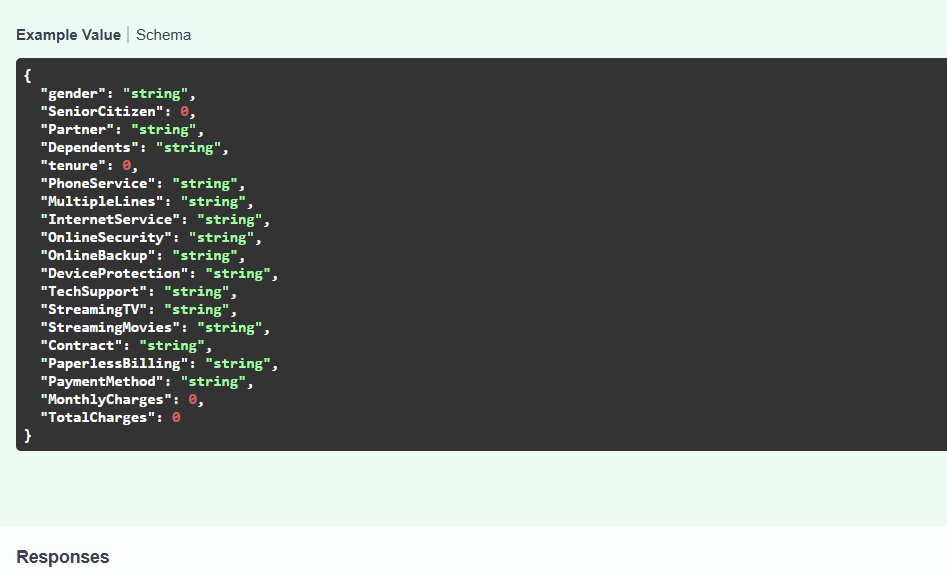 Example Value | Schema
{
  "gender": "string",
  "SeniorCitizen": 0,
  "Partner": "string",
  "Dependents": "string",
  "tenure": 0,
  "PhoneService": "string",
  "MultipleLines": "string",
  "InternetService": "string",
  "OnlineSecurity": "string",
  "OnlineBackup": "string",
  "DeviceProtection": "string",
  "TechSupport": "string",
  "StreamingTV": "string",
  "StreamingMovies": "string",
  "Contract": "string",
  "PaperlessBilling": "string",
  "PaymentMethod": "string",
  "MonthlyCharges": 0,
  "TotalCharges": 0
}
Responses